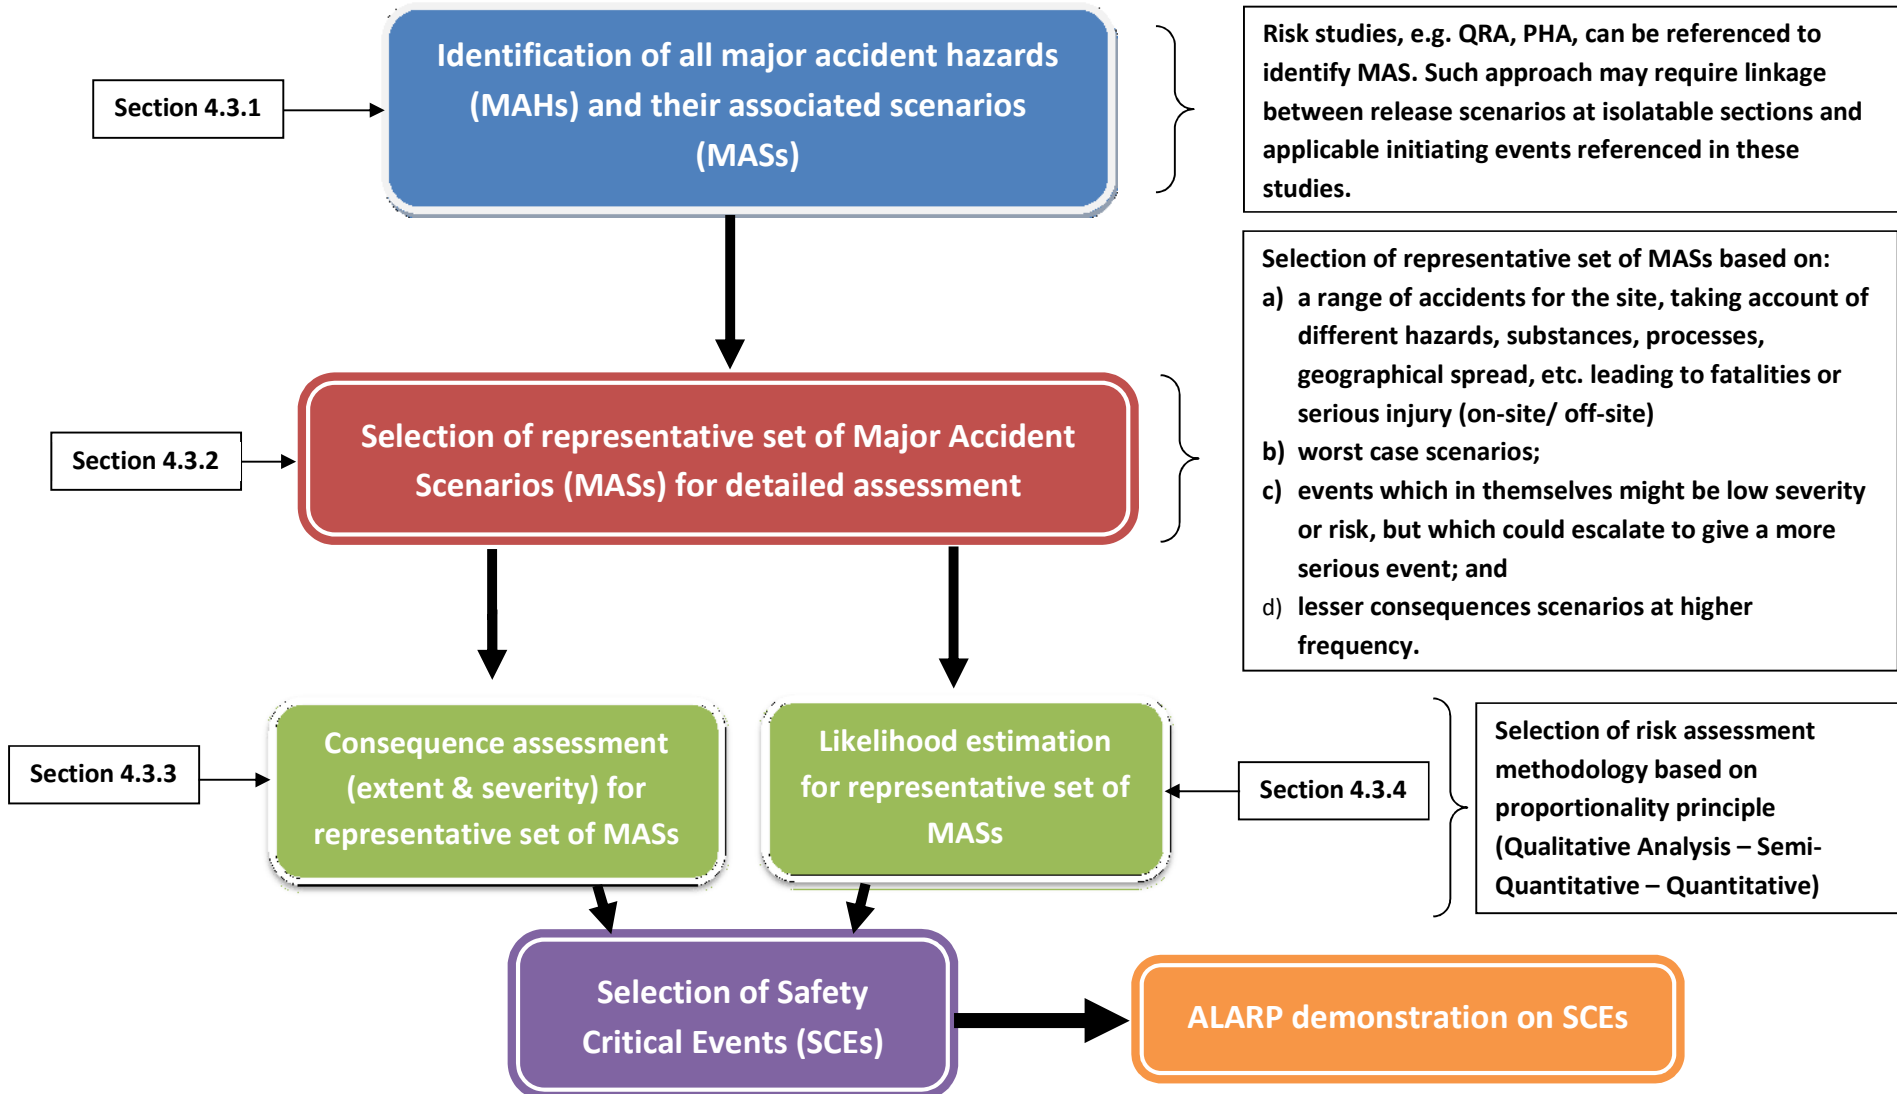 Identification of all major accident hazards
(MAHs) and their associated scenarios
(MASs)
Section 4.3.1
Risk studies, e.g. QRA, PHA, can be referenced to
identify MAS. Such approach may require linkage
between release scenarios at isolatable sections and
applicable initiating events referenced in these
studies.
Selection of representative set of Major Accident
Scenarios (MASs) for detailed assessment
Section 4.3.2
Selection of representative set of MASs based on:
a) a range of accidents for the site, taking account of
different hazards, substances, processes,
geographical spread, etc. leading to fatalities or
serious injury (on-site/ off-site)
b) worst case scenarios;
c) events which in themselves might be low severity
or risk, but which could escalate to give a more
serious event; and
d) lesser consequences scenarios at higher
frequency.
Section 4.3.3
Consequence assessment
(extent & severity) for
representative set of MASs
Likelihood estimation
for representative set of
MASs
Section 4.3.4
Selection of risk assessment
methodology based on
proportionality principle
(Qualitative Analysis – Semi-
Quantitative – Quantitative)
Selection of Safety
Critical Events (SCEs)
ALARP demonstration on SCEs